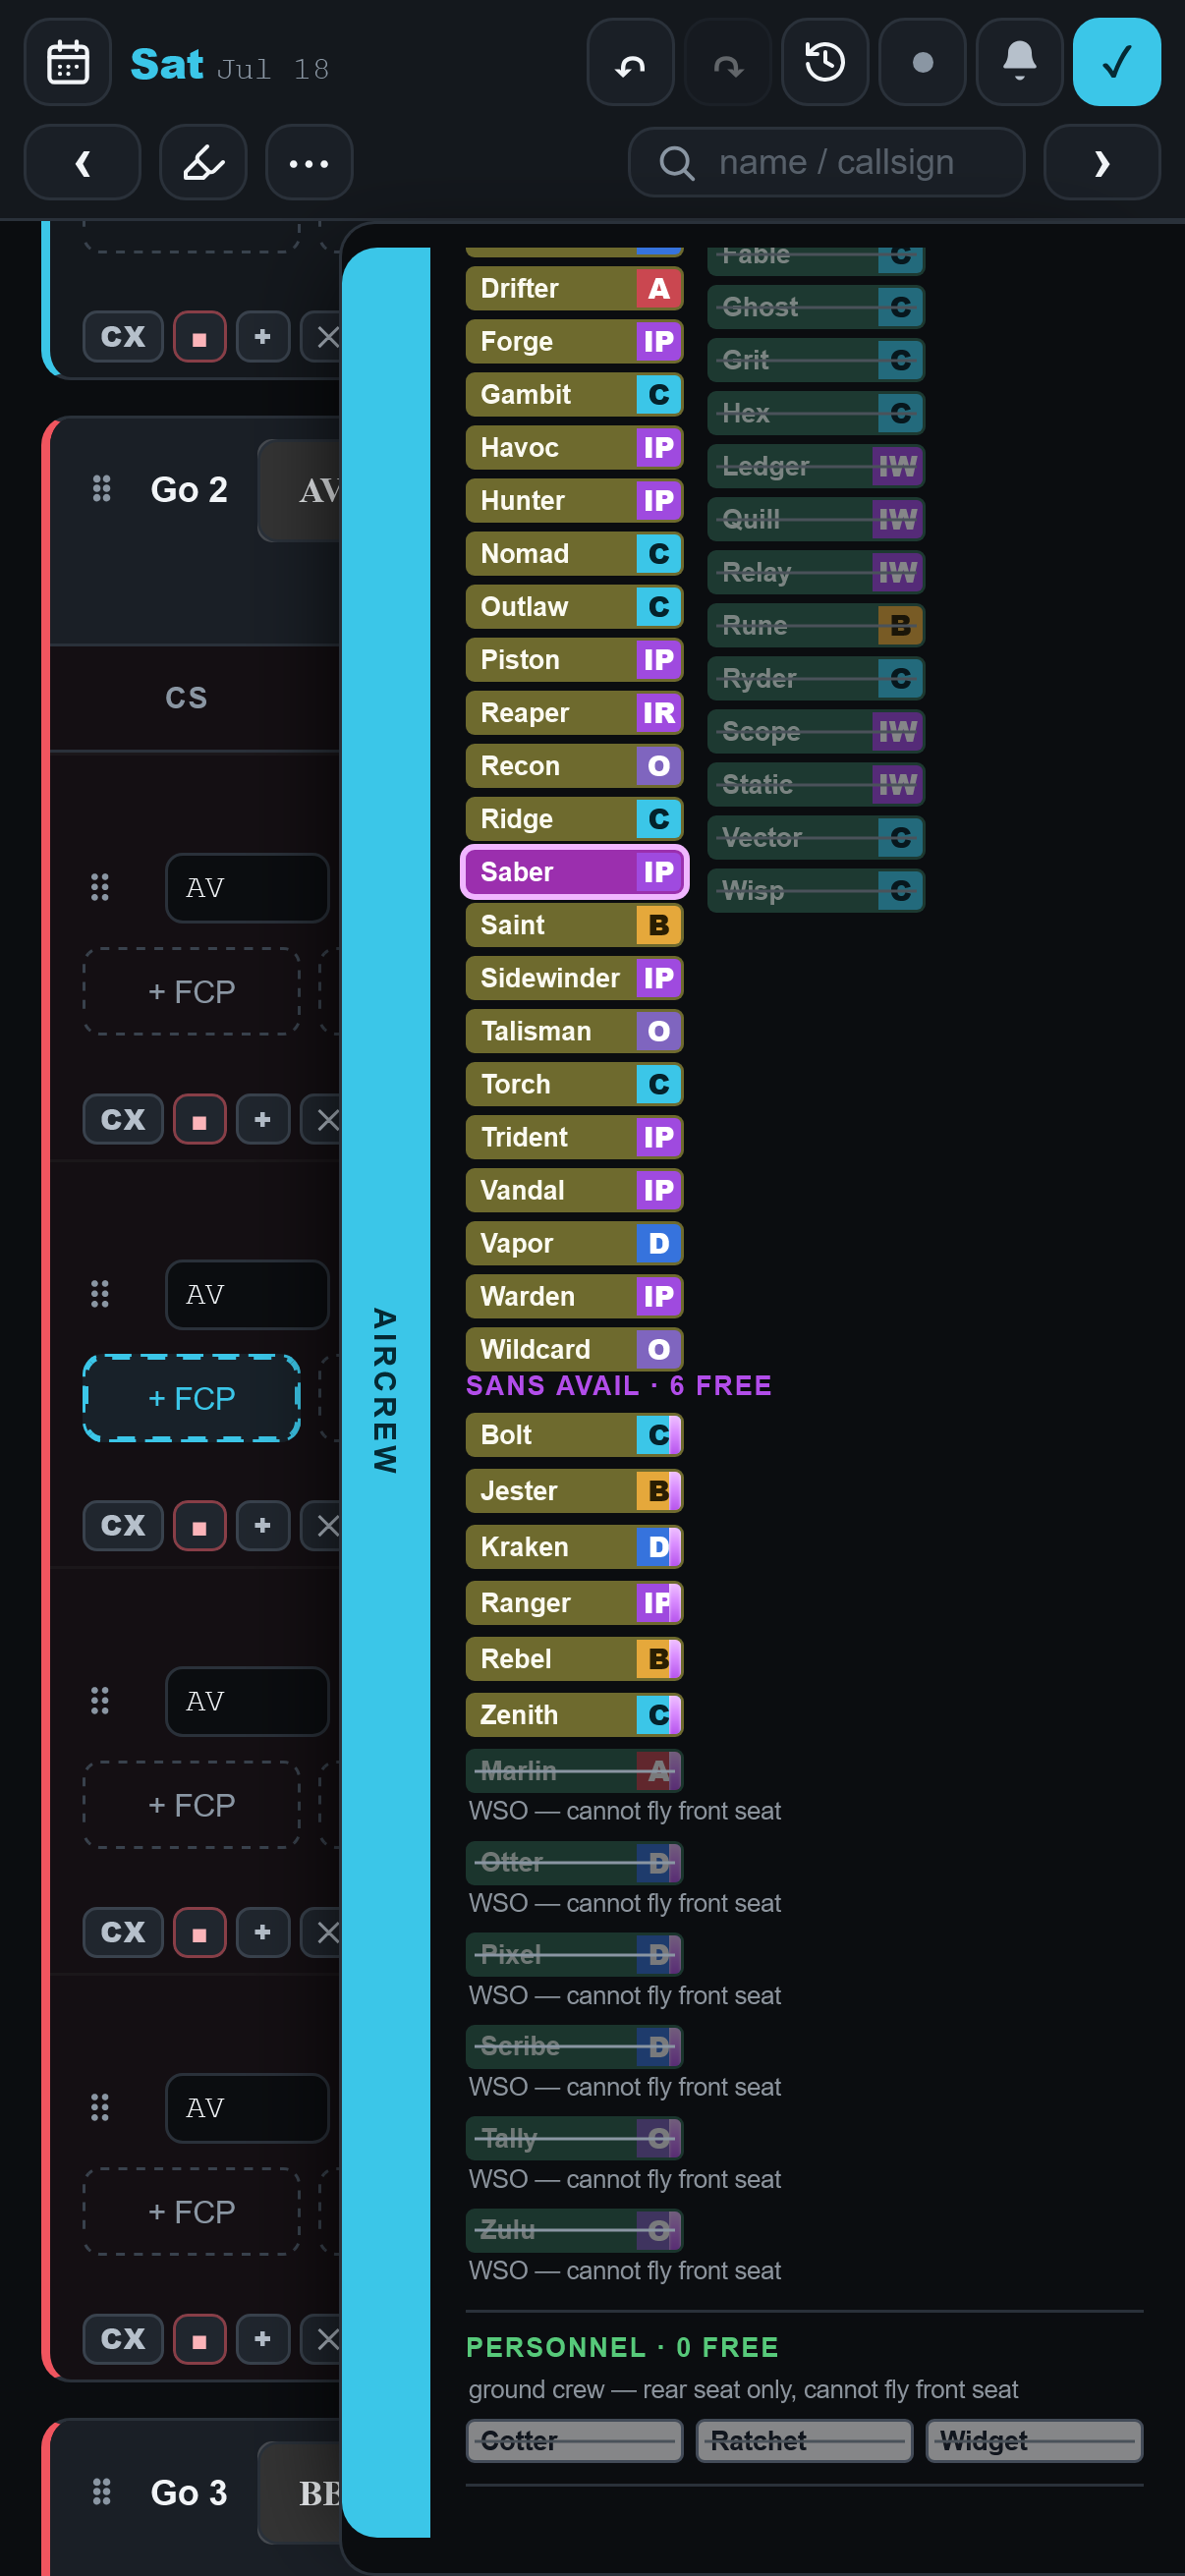 Sat Jul 18
name / callsign
CX
Go 2
AV
CS
AV
+ FCP
CX
AV
+ FCP
CX
AV
+ FCP
CX
AV
+ FCP
CX
Go 3
AIRCREW
Drifter A
Forge IP
Gambit C
Havoc IP
Hunter IP
Nomad C
Outlaw C
Piston IP
Reaper IR
Recon O
Ridge C
Saber IP
Saint B
Sidewinder IP
Talisman O
Torch C
Trident IP
Vandal IP
Vapor D
Warden IP
Wildcard O
Fable C
Ghost C
Grit C
Hex C
Ledger IW
Quill IW
Relay IW
Rune B
Ryder C
Scope IW
Static IW
Vector C
Wisp C
SANS AVAIL · 6 FREE
Bolt C
Jester B
Kraken D
Ranger IP
Rebel B
Zenith C
Marlin A
WSO — cannot fly front seat
Otter D
WSO — cannot fly front seat
Pixel D
WSO — cannot fly front seat
Scribe D
WSO — cannot fly front seat
Tally O
WSO — cannot fly front seat
Zulu O
WSO — cannot fly front seat
PERSONNEL · 0 FREE
ground crew — rear seat only, cannot fly front seat
Cotter Ratchet Widget